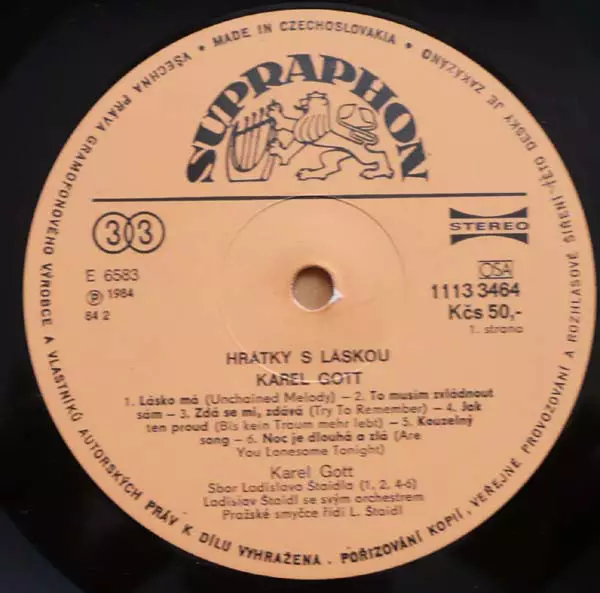 VŠECHNA PRÁVA GRAMOFONOVÉHO VÝROBCE A VLASTNÍKŮ AUTORSKÝCH PRÁV K DÍLU VYHRAŽENA. POŘIZOVÁNÍ KOPIÍ, VEŘEJNÉ PROVOZOVÁNÍ A ROZHLASOVÉ ŠÍŘENÍ TÉTO DESKY JE ZAKÁZÁNO
• MADE IN CZECHOSLOVAKIA •
SUPRAPHON
33
STEREO
E 6583
Ⓟ 1984
84 2
OSA
1113 3464
Kčs 50,-
1. strana
HRÁTKY S LÁSKOU
KAREL GOTT
1. Lásko má (Unchained Melody) – 2. To musím zvládnout
sám – 3. Zdá se mi, zdává (Try To Remember) – 4. Jak
ten proud (Bis kein Traum mehr lebt) – 5. Kouzelný
song – 6. Noc je dlouhá a zlá (Are
You Lonesome Tonight)
Karel Gott
Sbor Ladislava Štaidla (1, 2, 4-6)
Ladislav Štaidl se svým orchestrem
Pražské smyčce řídí L. Štaidl